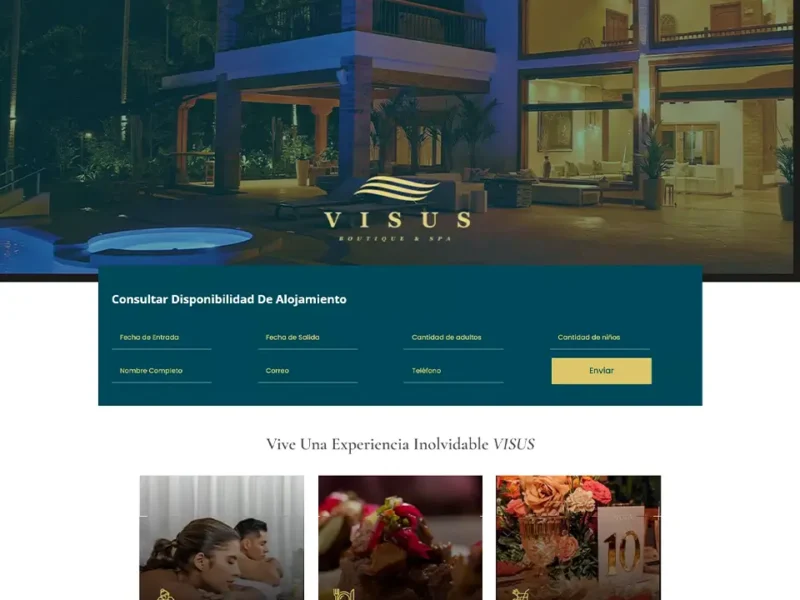 VISUS
BOUTIQUE & SPA
Consultar Disponibilidad De Alojamiento
Fecha de Entrada
Fecha de Salida
Cantidad de adultos
Cantidad de niños
Nombre Completo
Correo
Teléfono
Enviar
Vive Una Experiencia Inolvidable VISUS
10